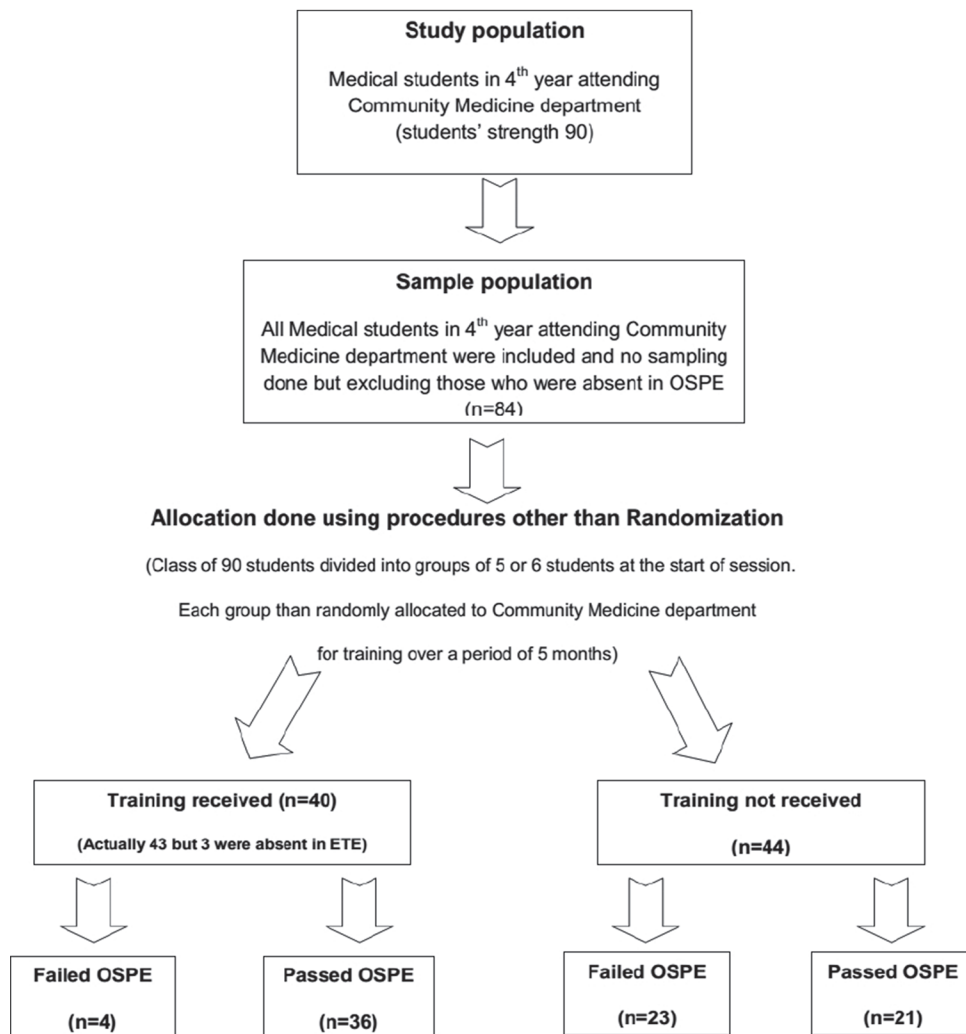 Study population
Medical students in 4th year attending
Community Medicine department
(students' strength 90)
Sample population
All Medical students in 4th year attending Community
Medicine department were included and no sampling
done but excluding those who were absent in OSPE
(n=84)
Allocation done using procedures other than Randomization
(Class of 90 students divided into groups of 5 or 6 students at the start of session.
Each group than randomly allocated to Community Medicine department
for training over a period of 5 months)
Training received (n=40)
(Actually 43 but 3 were absent in ETE)
Training not received
(n=44)
Failed OSPE
(n=4)
Passed OSPE
(n=36)
Failed OSPE
(n=23)
Passed OSPE
(n=21)